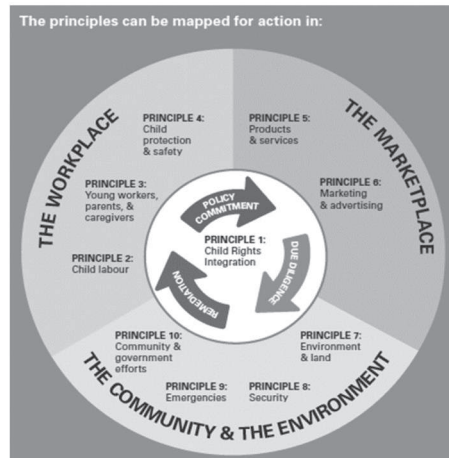 The principles can be mapped for action in:
THE WORKPLACE
PRINCIPLE 4:
Child
protection
& safety
PRINCIPLE 3:
Young workers,
parents, &
caregivers
PRINCIPLE 2:
Child labour
THE MARKETPLACE
PRINCIPLE 5:
Products
& services
PRINCIPLE 6:
Marketing
& advertising
POLICY
COMMITMENT
DUE DILIGENCE
REMEDIATION
PRINCIPLE 1:
Child Rights
Integration
PRINCIPLE 10:
Community &
government
efforts
PRINCIPLE 9:
Emergencies
PRINCIPLE 8:
Security
PRINCIPLE 7:
Environment
& land
THE COMMUNITY & THE ENVIRONMENT